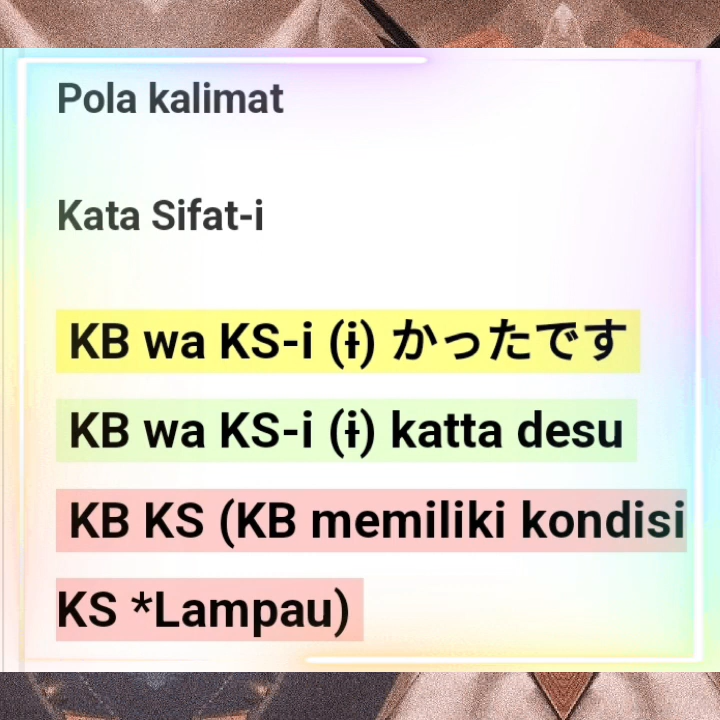 Pola kalimat
Kata Sifat-i
KB wa KS-i (ɨ) かったです
KB wa KS-i (ɨ) katta desu
KB KS (KB memiliki kondisi
KS *Lampau)